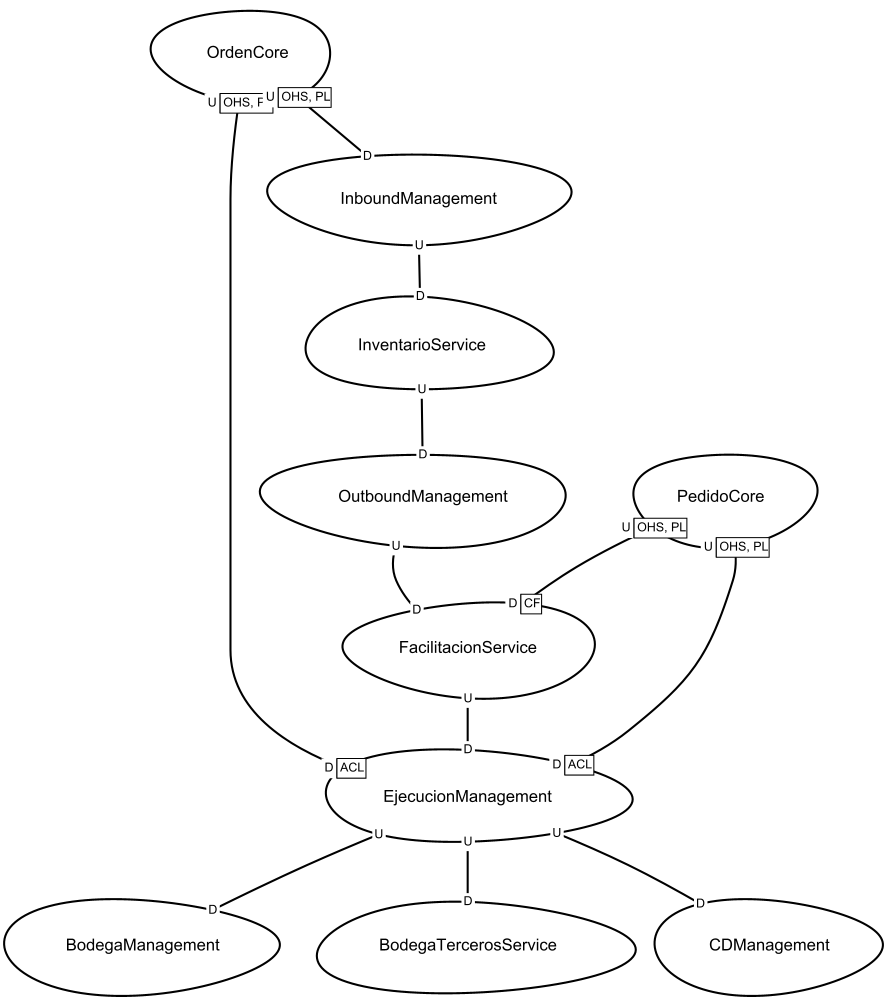 OrdenCore
U OHS, P U OHS, PL
D
InboundManagement
U
D
InventarioService
U
D
OutboundManagement
PedidoCore
U OHS, PL
U
U OHS, PL
D
D CF
FacilitacionService
U
D
D ACL
D ACL
EjecucionManagement
U
U
U
D
D
D
BodegaManagement
BodegaTercerosService
CDManagement